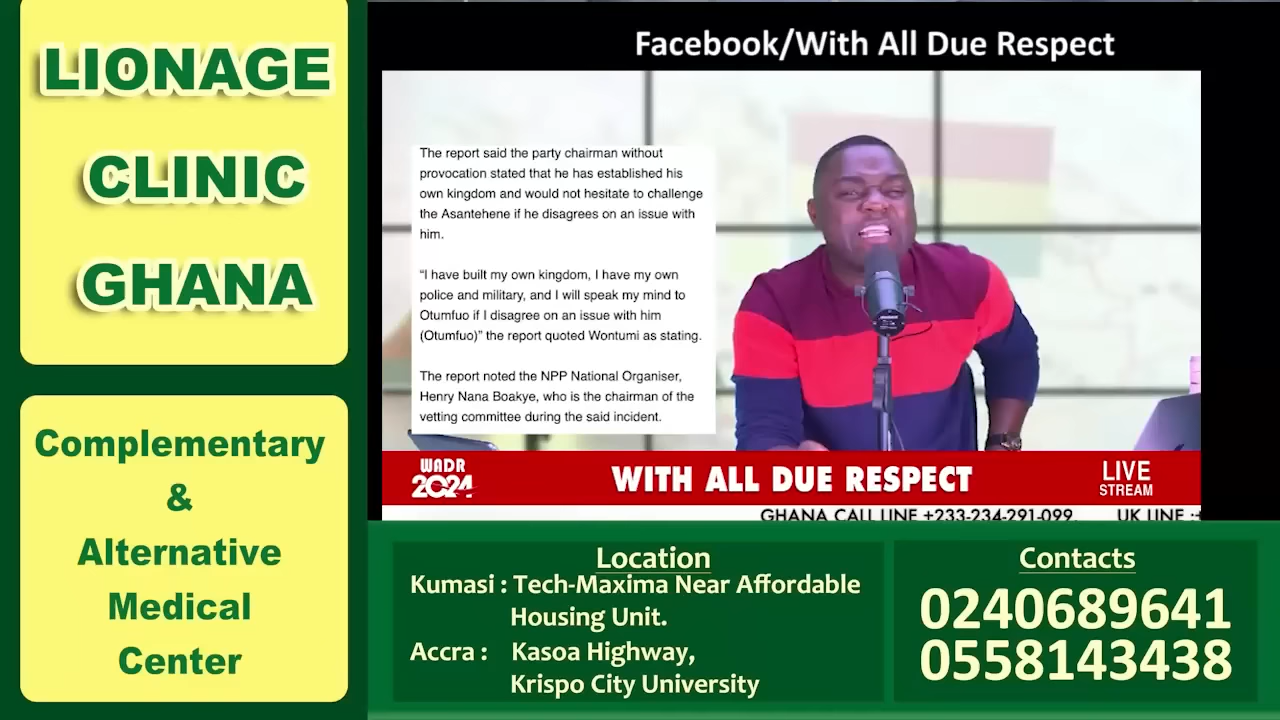 LIONAGE
CLINIC
GHANA
Complementary
&
Alternative
Medical
Center
Facebook/With All Due Respect
The report said the party chairman without
provocation stated that he has established his
own kingdom and would not hesitate to challenge
the Asantehene if he disagrees on an issue with
him.
“I have built my own kingdom, I have my own
police and military, and I will speak my mind to
Otumfuo if I disagree on an issue with him
(Otumfuo)” the report quoted Wontumi as stating.
The report noted the NPP National Organiser,
Henry Nana Boakye, who is the chairman of the
vetting committee during the said incident.
WADR
2024
WITH ALL DUE RESPECT
LIVE
STREAM
GHANA CALL LINE +233-234-291-099 UK LINE :+
Location
Kumasi : Tech-Maxima Near Affordable
Housing Unit.
Accra : Kasoa Highway,
Krispo City University
Contacts
0240689641
0558143438